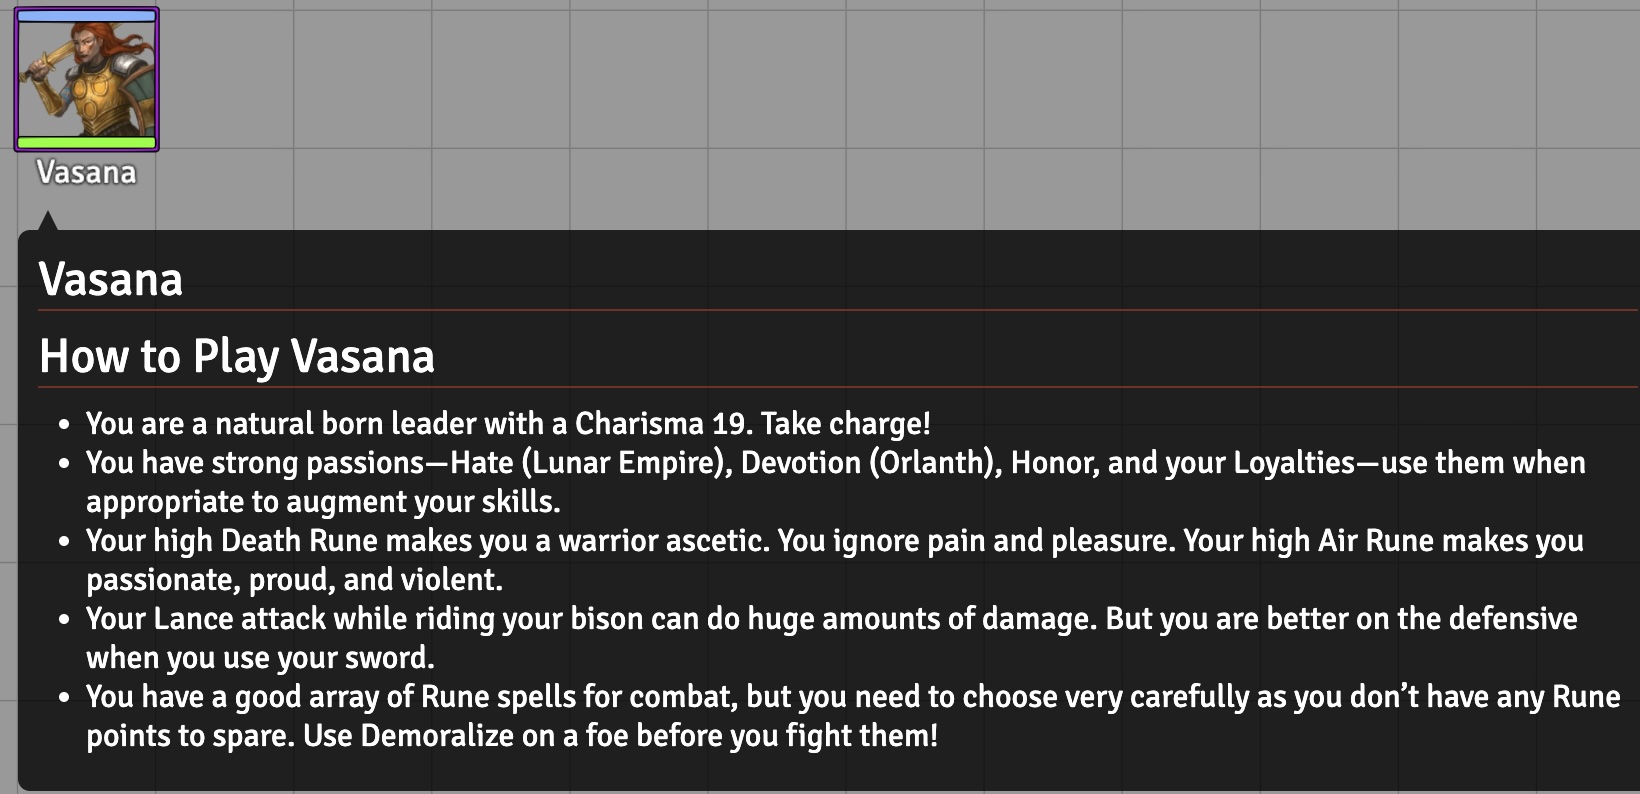 Vasana
Vasana
How to Play Vasana
• You are a natural born leader with a Charisma 19. Take charge!
• You have strong passions—Hate (Lunar Empire), Devotion (Orlanth), Honor, and your Loyalties—use them when
appropriate to augment your skills.
• Your high Death Rune makes you a warrior ascetic. You ignore pain and pleasure. Your high Air Rune makes you
passionate, proud, and violent.
• Your Lance attack while riding your bison can do huge amounts of damage. But you are better on the defensive
when you use your sword.
• You have a good array of Rune spells for combat, but you need to choose very carefully as you don’t have any Rune
points to spare. Use Demoralize on a foe before you fight them!